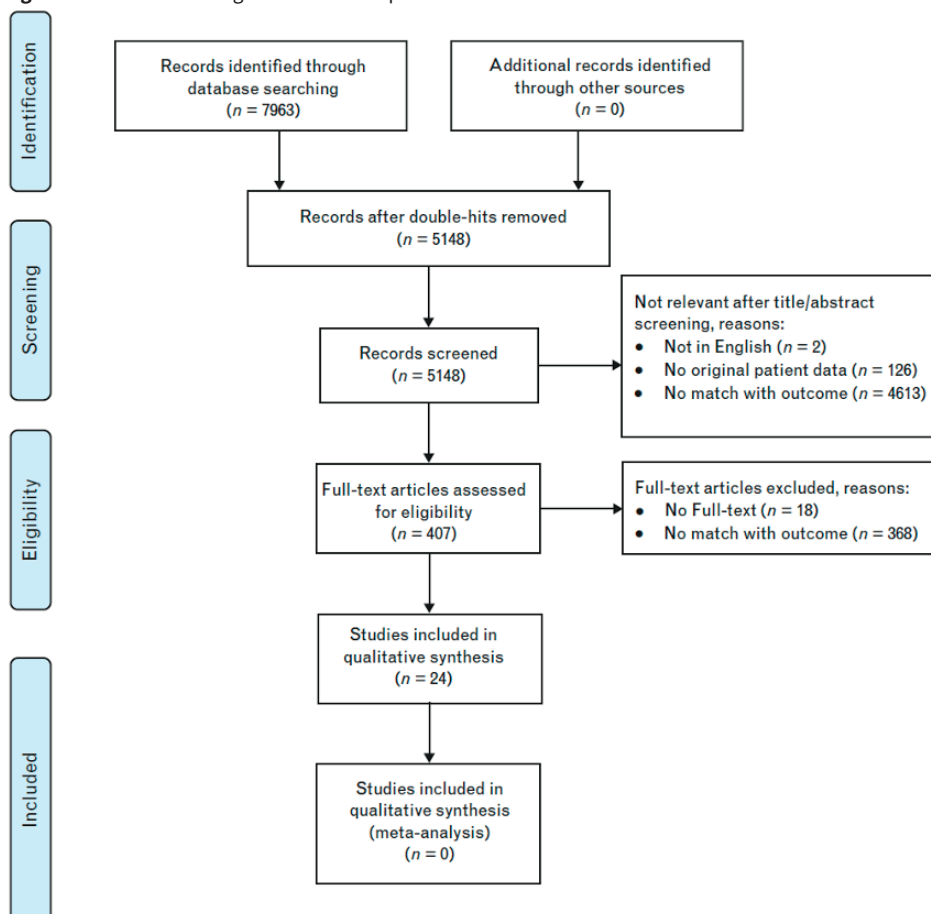 Identification
Records identified through
database searching
(n = 7963)
Additional records identified
through other sources
(n = 0)
Records after double-hits removed
(n = 5148)
Screening
Records screened
(n = 5148)
Not relevant after title/abstract
screening, reasons:
• Not in English (n = 2)
• No original patient data (n = 126)
• No match with outcome (n = 4613)
Eligibility
Full-text articles assessed
for eligibility
(n = 407)
Full-text articles excluded, reasons:
• No Full-text (n = 18)
• No match with outcome (n = 368)
Included
Studies included in
qualitative synthesis
(n = 24)
Studies included in
qualitative synthesis
(meta-analysis)
(n = 0)